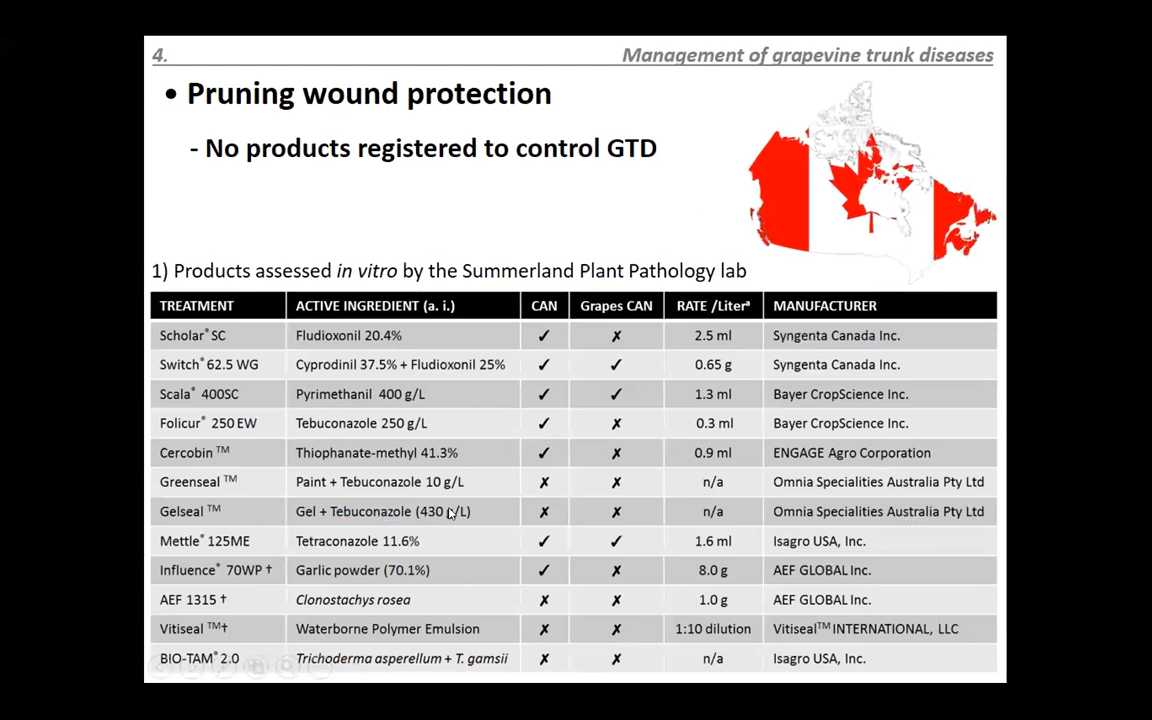 4. Management of grapevine trunk diseases
• Pruning wound protection
- No products registered to control GTD
1) Products assessed in vitro by the Summerland Plant Pathology lab
TREATMENT ACTIVE INGREDIENT (a. i.) CAN Grapes CAN RATE /Literª MANUFACTURER
Scholar® SC Fludioxonil 20.4% ✓ ✗ 2.5 ml Syngenta Canada Inc.
Switch® 62.5 WG Cyprodinil 37.5% + Fludioxonil 25% ✓ ✓ 0.65 g Syngenta Canada Inc.
Scala® 400SC Pyrimethanil 400 g/L ✓ ✓ 1.3 ml Bayer CropScience Inc.
Folicur® 250 EW Tebuconazole 250 g/L ✓ ✗ 0.3 ml Bayer CropScience Inc.
Cercobin ™ Thiophanate-methyl 41.3% ✓ ✗ 0.9 ml ENGAGE Agro Corporation
Greenseal ™ Paint + Tebuconazole 10 g/L ✗ ✗ n/a Omnia Specialities Australia Pty Ltd
Gelseal ™ Gel + Tebuconazole (430 g/L) ✗ ✗ n/a Omnia Specialities Australia Pty Ltd
Mettle® 125ME Tetraconazole 11.6% ✓ ✓ 1.6 ml Isagro USA, Inc.
Influence® 70WP † Garlic powder (70.1%) ✓ ✗ 8.0 g AEF GLOBAL Inc.
AEF 1315 † Clonostachys rosea ✗ ✗ 1.0 g AEF GLOBAL Inc.
Vitiseal ™† Waterborne Polymer Emulsion ✗ ✗ 1:10 dilution Vitiseal™ INTERNATIONAL, LLC
BIO-TAM® 2.0 Trichoderma asperellum + T. gamsii ✗ ✗ n/a Isagro USA, Inc.